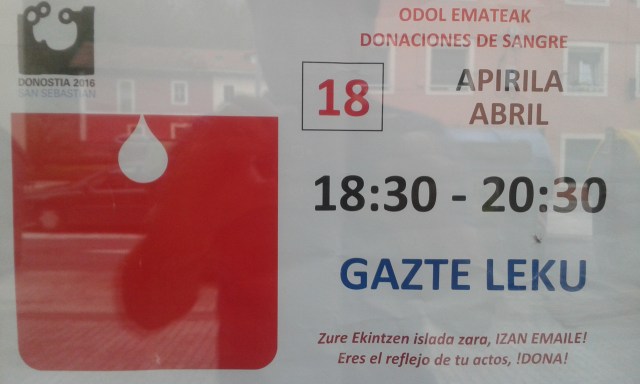 DONOSTIA 2016
SAN SEBASTIAN
ODOL EMATEAK
DONACIONES DE SANGRE
18
APIRILA
ABRIL
18:30 - 20:30
GAZTE LEKU
Zure Ekintzen islada zara, IZAN EMAILE!
Eres el reflejo de tu actos, !DONA!